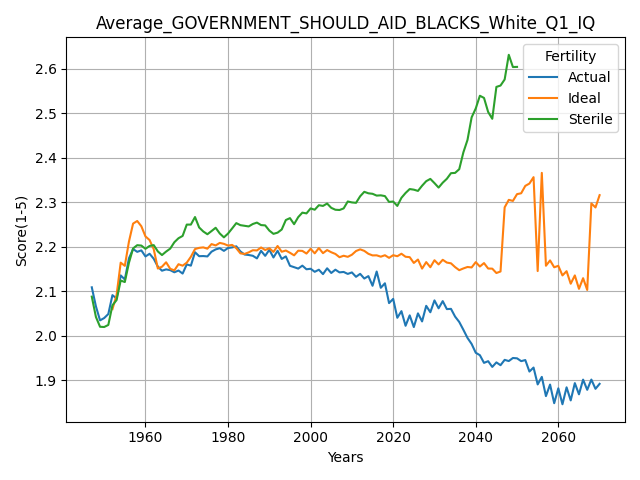 Average_GOVERNMENT_SHOULD_AID_BLACKS_White_Q1_IQ
Score(1-5)
2.6
2.5
2.4
2.3
2.2
2.1
2.0
1.9
Fertility
Actual
Ideal
Sterile
1960 1980 2000 2020 2040 2060
Years